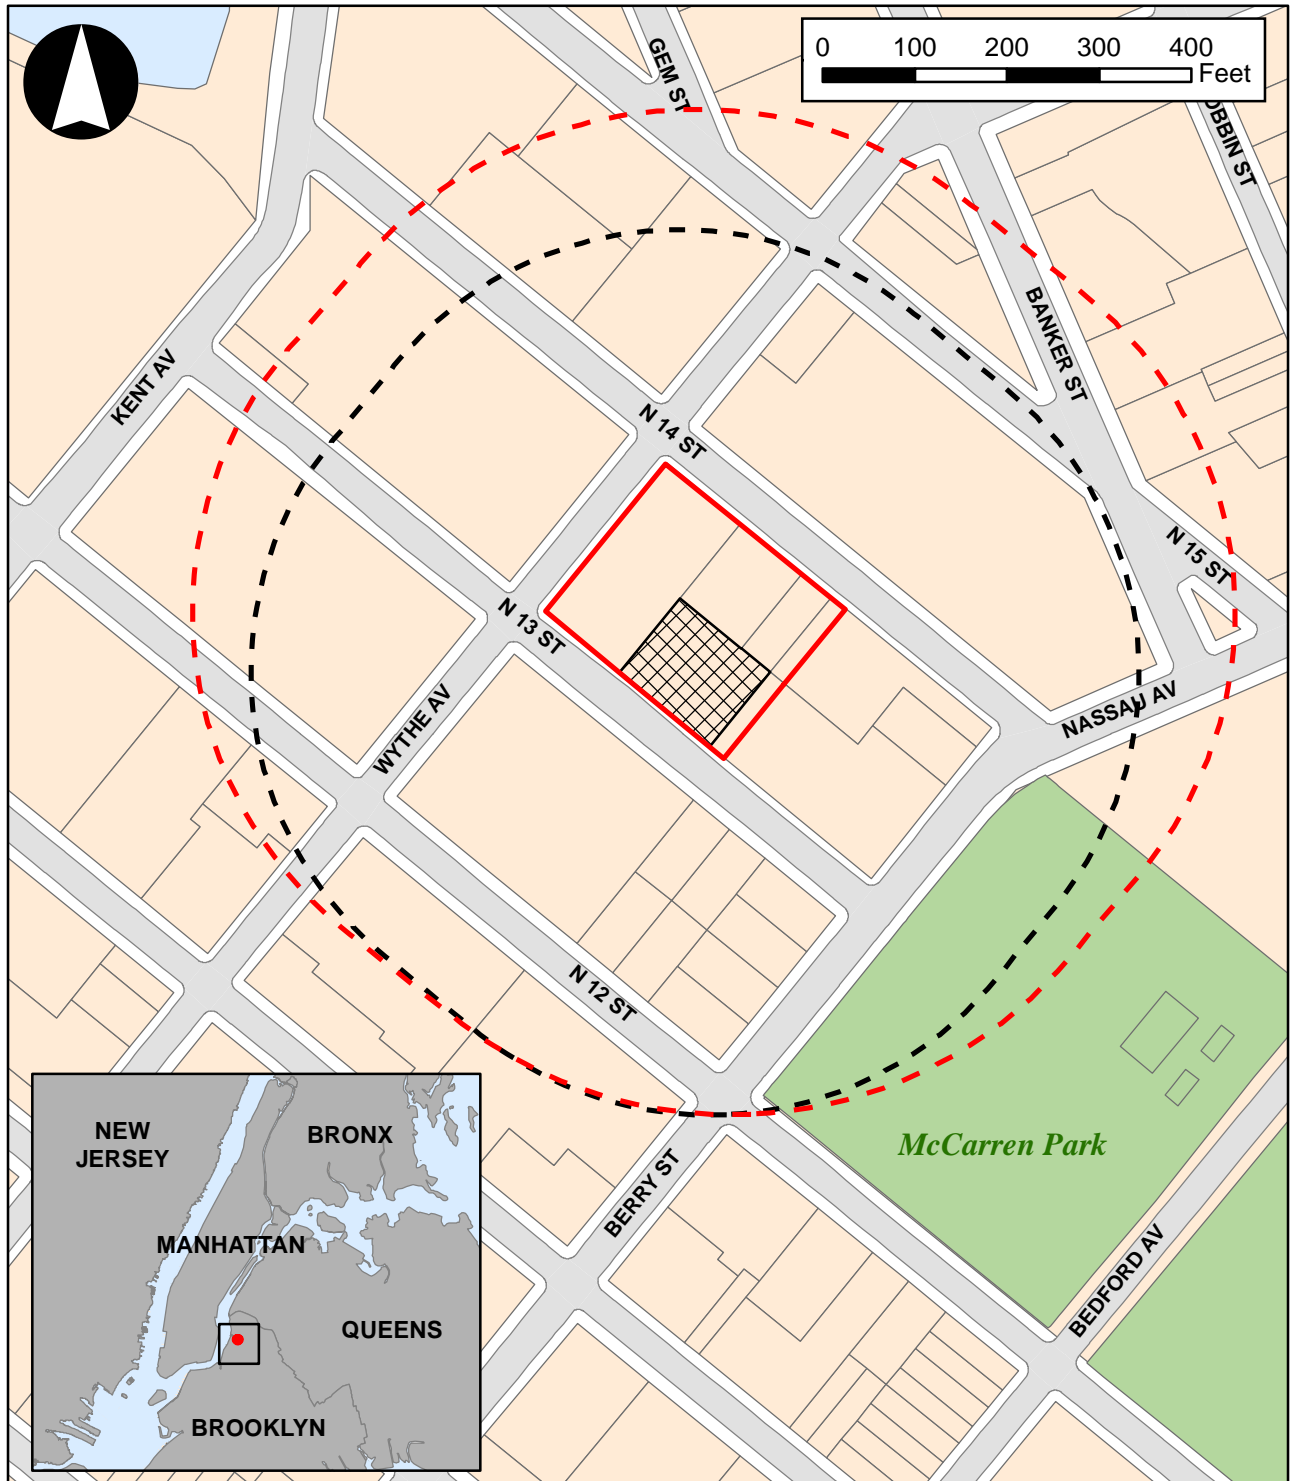 0 100 200 300 400
Feet
GEM ST
OBBIN ST
BANKER ST
KENT AV
N 14 ST
N 15 ST
N 13 ST
NASSAU AV
WYTHE AV
N 12 ST
McCarren Park
BERRY ST
BEDFORD AV
NEW
JERSEY
BRONX
MANHATTAN
QUEENS
BROOKLYN